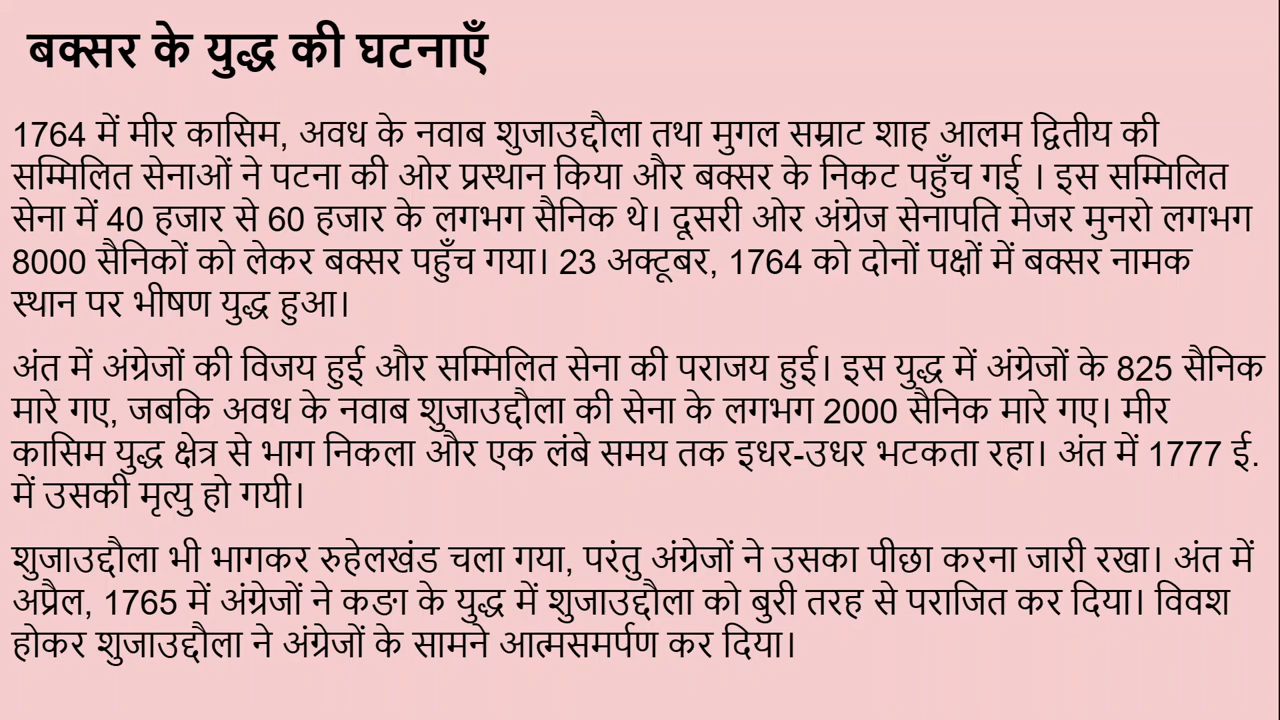 बक्सर के युद्ध की घटनाएँ
1764 में मीर कासिम, अवध के नवाब शुजाउद्दौला तथा मुगल सम्राट शाह आलम द्वितीय की
सम्मिलित सेनाओं ने पटना की ओर प्रस्थान किया और बक्सर के निकट पहुँच गई । इस सम्मिलित
सेना में 40 हजार से 60 हजार के लगभग सैनिक थे। दूसरी ओर अंग्रेज सेनापति मेजर मुनरो लगभग
8000 सैनिकों को लेकर बक्सर पहुँच गया। 23 अक्टूबर, 1764 को दोनों पक्षों में बक्सर नामक
स्थान पर भीषण युद्ध हुआ।
अंत में अंग्रेजों की विजय हुई और सम्मिलित सेना की पराजय हुई। इस युद्ध में अंग्रेजों के 825 सैनिक
मारे गए, जबकि अवध के नवाब शुजाउद्दौला की सेना के लगभग 2000 सैनिक मारे गए। मीर
कासिम युद्ध क्षेत्र से भाग निकला और एक लंबे समय तक इधर-उधर भटकता रहा। अंत में 1777 ई.
में उसकी मृत्यु हो गयी।
शुजाउद्दौला भी भागकर रुहेलखंड चला गया, परंतु अंग्रेजों ने उसका पीछा करना जारी रखा। अंत में
अप्रैल, 1765 में अंग्रेजों ने कङा के युद्ध में शुजाउद्दौला को बुरी तरह से पराजित कर दिया। विवश
होकर शुजाउद्दौला ने अंग्रेजों के सामने आत्मसमर्पण कर दिया।